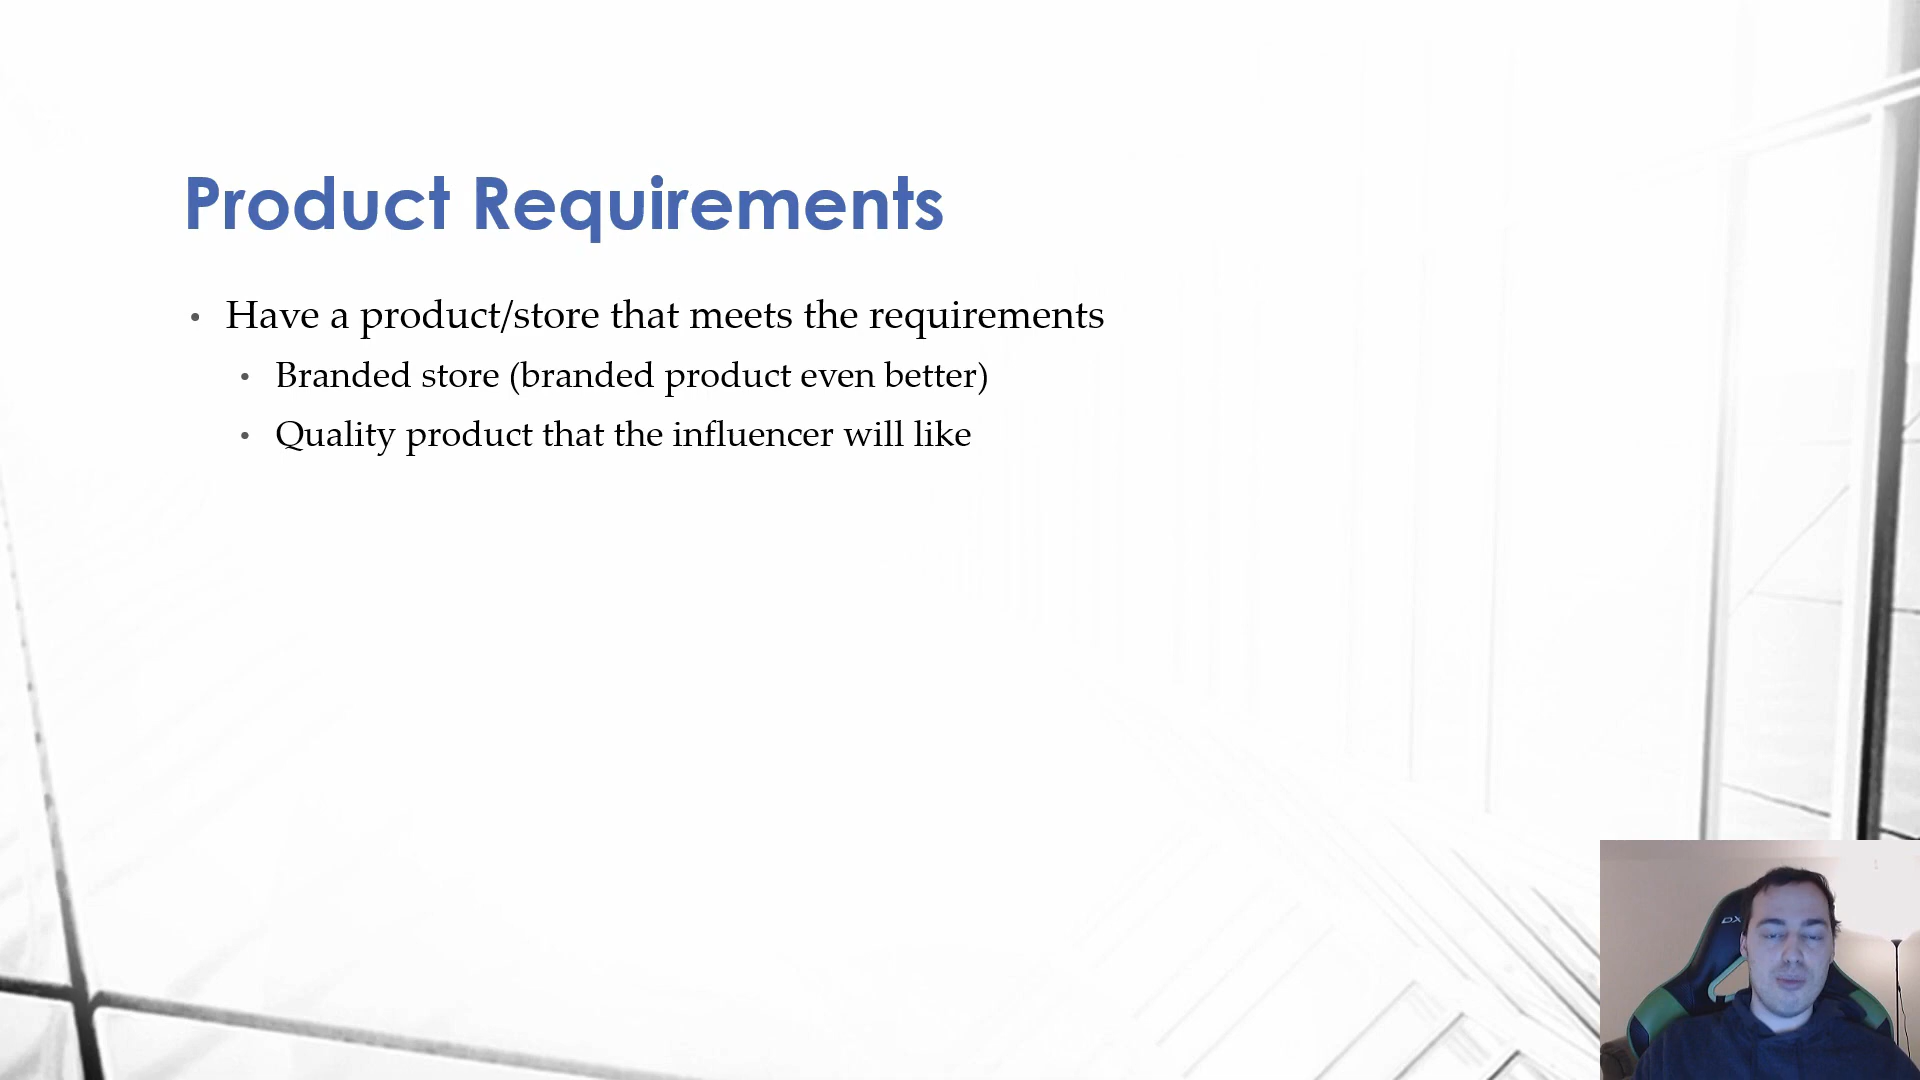 Product Requirements
Have a product/store that meets the requirements
Branded store (branded product even better)
Quality product that the influencer will like
DX